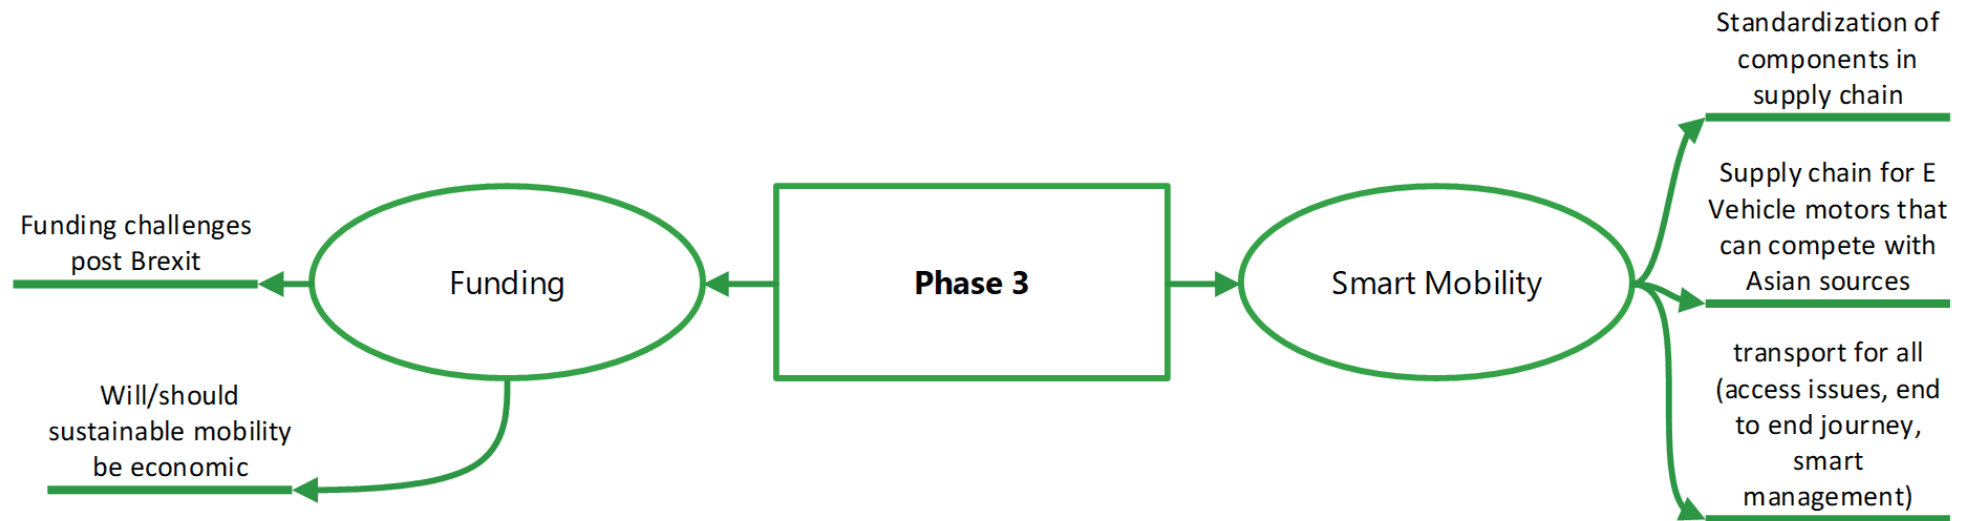 Funding challenges
post Brexit
Will/should
sustainable mobility
be economic
Funding
Phase 3
Smart Mobility
Standardization of
components in
supply chain
Supply chain for E
Vehicle motors that
can compete with
Asian sources
transport for all
(access issues, end
to end journey,
smart
management)